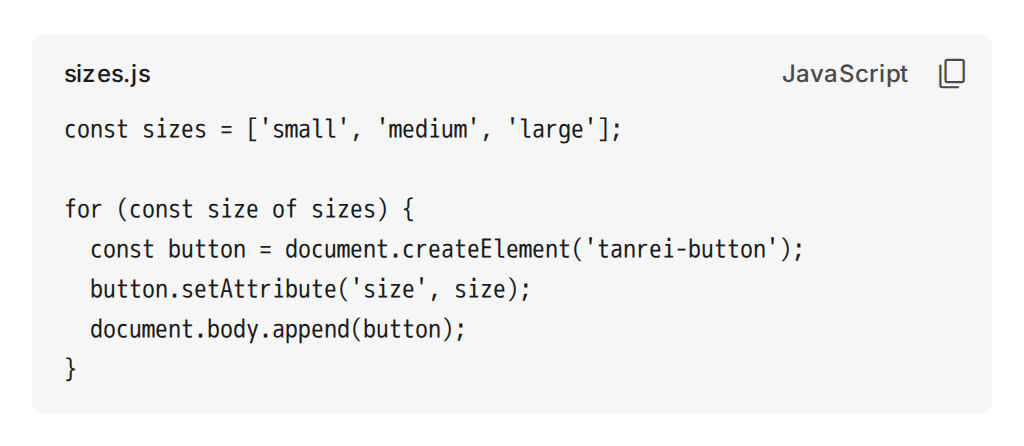 sizes.js JavaScript
const sizes = ['small', 'medium', 'large'];

for (const size of sizes) {
  const button = document.createElement('tanrei-button');
  button.setAttribute('size', size);
  document.body.append(button);
}